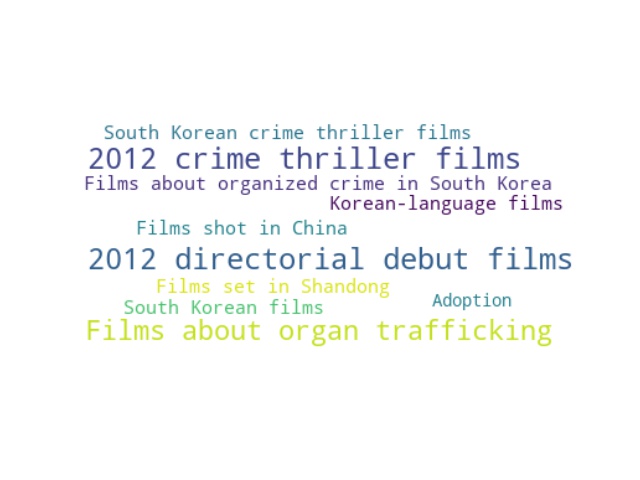 South Korean crime thriller films
2012 crime thriller films
Films about organized crime in South Korea
Korean-language films
Films shot in China
2012 directorial debut films
Films set in Shandong
Adoption
South Korean films
Films about organ trafficking